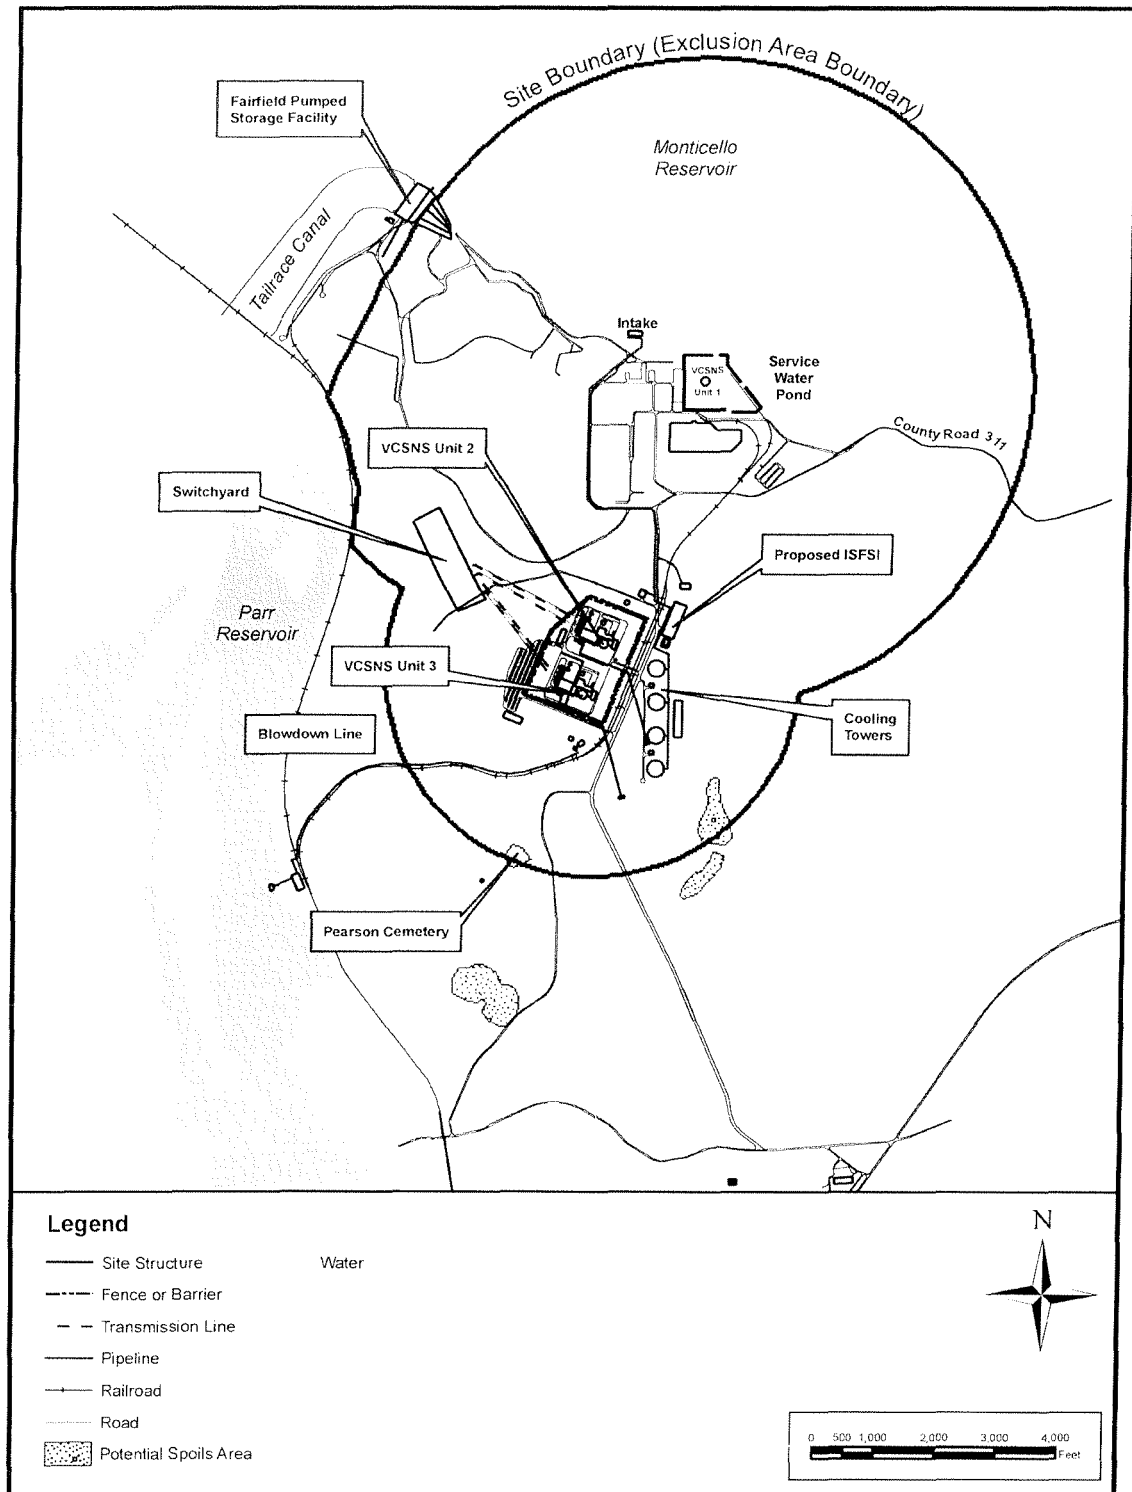 Site Boundary (Exclusion Area Boundary)
Fairfield Pumped
Storage Facility
Monticello
Reservoir
Tailrace Canal
Intake
VCSNS
Unit 1
Service
Water
Pond
County Road 311
VCSNS Unit 2
Switchyard
Proposed ISFSI
Parr
Reservoir
VCSNS Unit 3
Blowdown Line
Cooling
Towers
Pearson Cemetery
Legend
Site Structure
Water
Fence or Barrier
Transmission Line
Pipeline
Railroad
Road
Potential Spoils Area
N
0 500 1,000 2,000 3,000 4,000
Feet